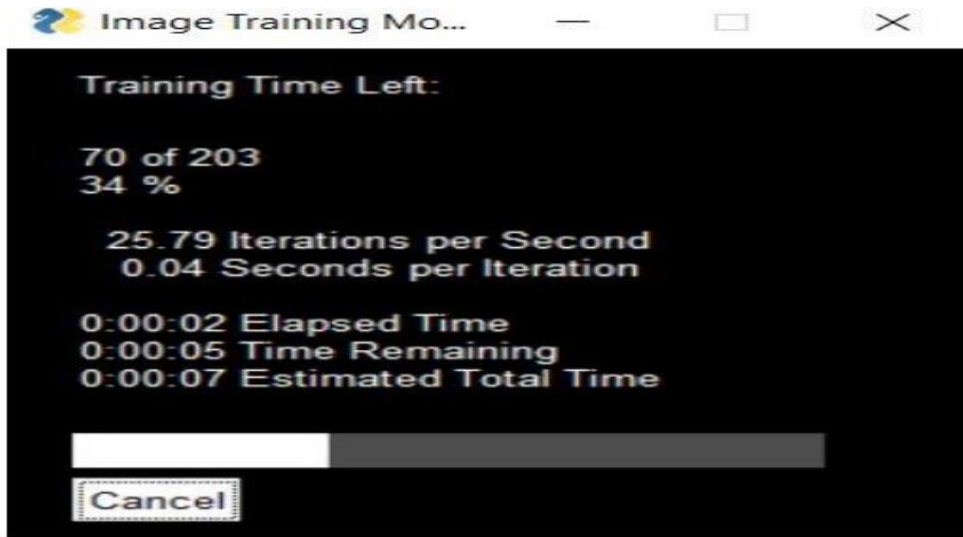 Image Training Mo...
Training Time Left:
70 of 203
34 %
25.79 Iterations per Second
0.04 Seconds per Iteration
0:00:02 Elapsed Time
0:00:05 Time Remaining
0:00:07 Estimated Total Time
Cancel